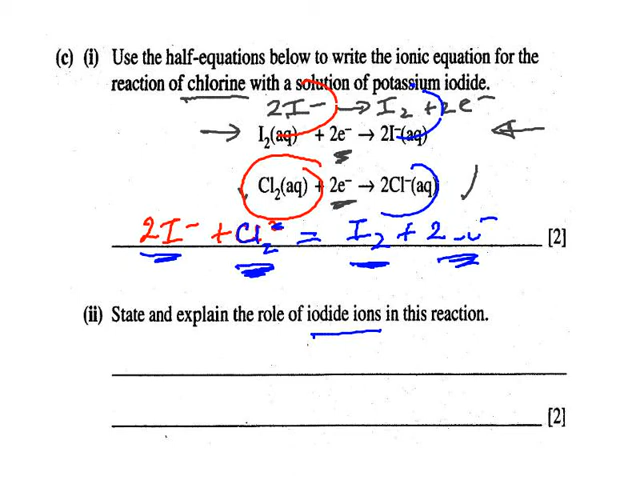 (c) (i) Use the half-equations below to write the ionic equation for the
reaction of chlorine with a solution of potassium iodide.
2I⁻ → I₂ + 2e⁻
→ I₂(aq) + 2e⁻ → 2I⁻(aq) ←
Cl₂(aq) + 2e⁻ → 2Cl⁻(aq)
2I⁻ + Cl₂ = I₂ + 2
[2]
(ii) State and explain the role of iodide ions in this reaction.
[2]